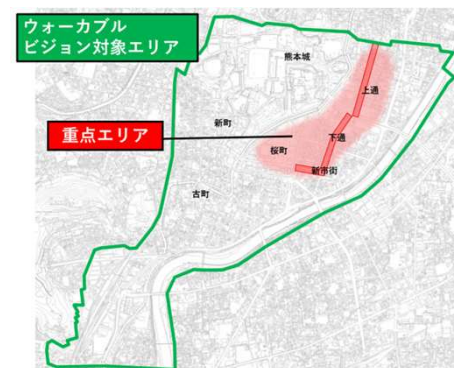 ウォーカブル
ビジョン対象エリア
熊本城
上通
重点エリア
新町
下通
桜町
新市街
古町